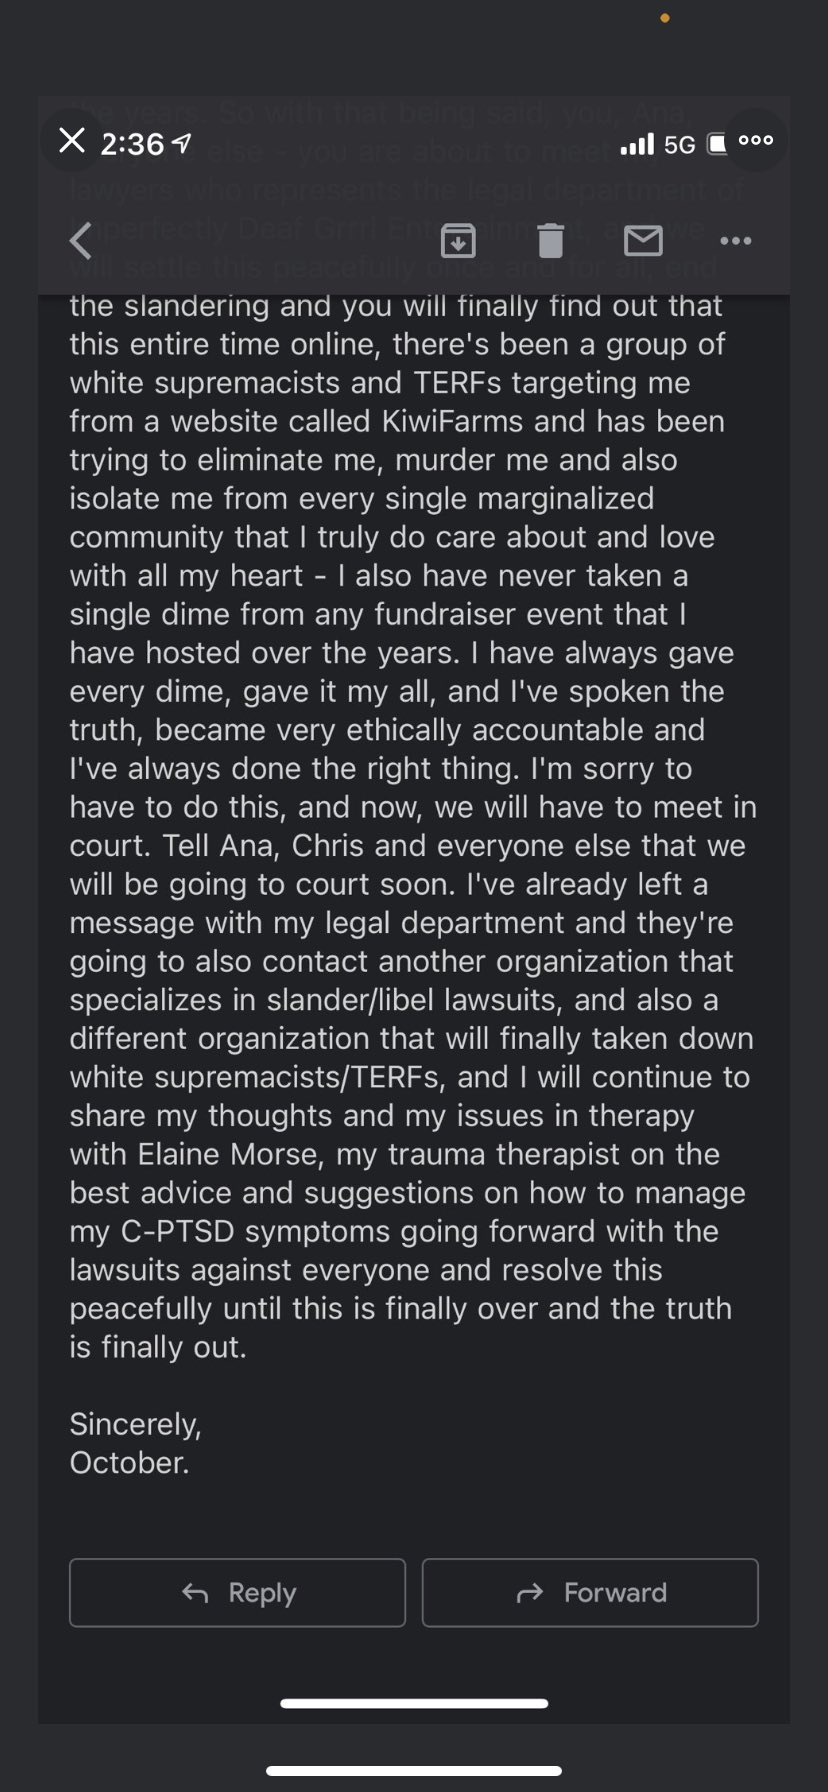 the years. So with that being said, you, Ana,
2:36
5G
else - you are about to meet
lawyers who represents the legal department of
Imperfectly Deaf Grrrl Entertainment, and we
will settle this peacefully once and for all, end
the slandering and you will finally find out that
this entire time online, there's been a group of
white supremacists and TERFs targeting me
from a website called KiwiFarms and has been
trying to eliminate me, murder me and also
isolate me from every single marginalized
community that I truly do care about and love
with all my heart - I also have never taken a
single dime from any fundraiser event that I
have hosted over the years. I have always gave
every dime, gave it my all, and I've spoken the
truth, became very ethically accountable and
I've always done the right thing. I'm sorry to
have to do this, and now, we will have to meet in
court. Tell Ana, Chris and everyone else that we
will be going to court soon. I've already left a
message with my legal department and they're
going to also contact another organization that
specializes in slander/libel lawsuits, and also a
different organization that will finally taken down
white supremacists/TERFs, and I will continue to
share my thoughts and my issues in therapy
with Elaine Morse, my trauma therapist on the
best advice and suggestions on how to manage
my C-PTSD symptoms going forward with the
lawsuits against everyone and resolve this
peacefully until this is finally over and the truth
is finally out.
Sincerely,
October.
Reply
Forward